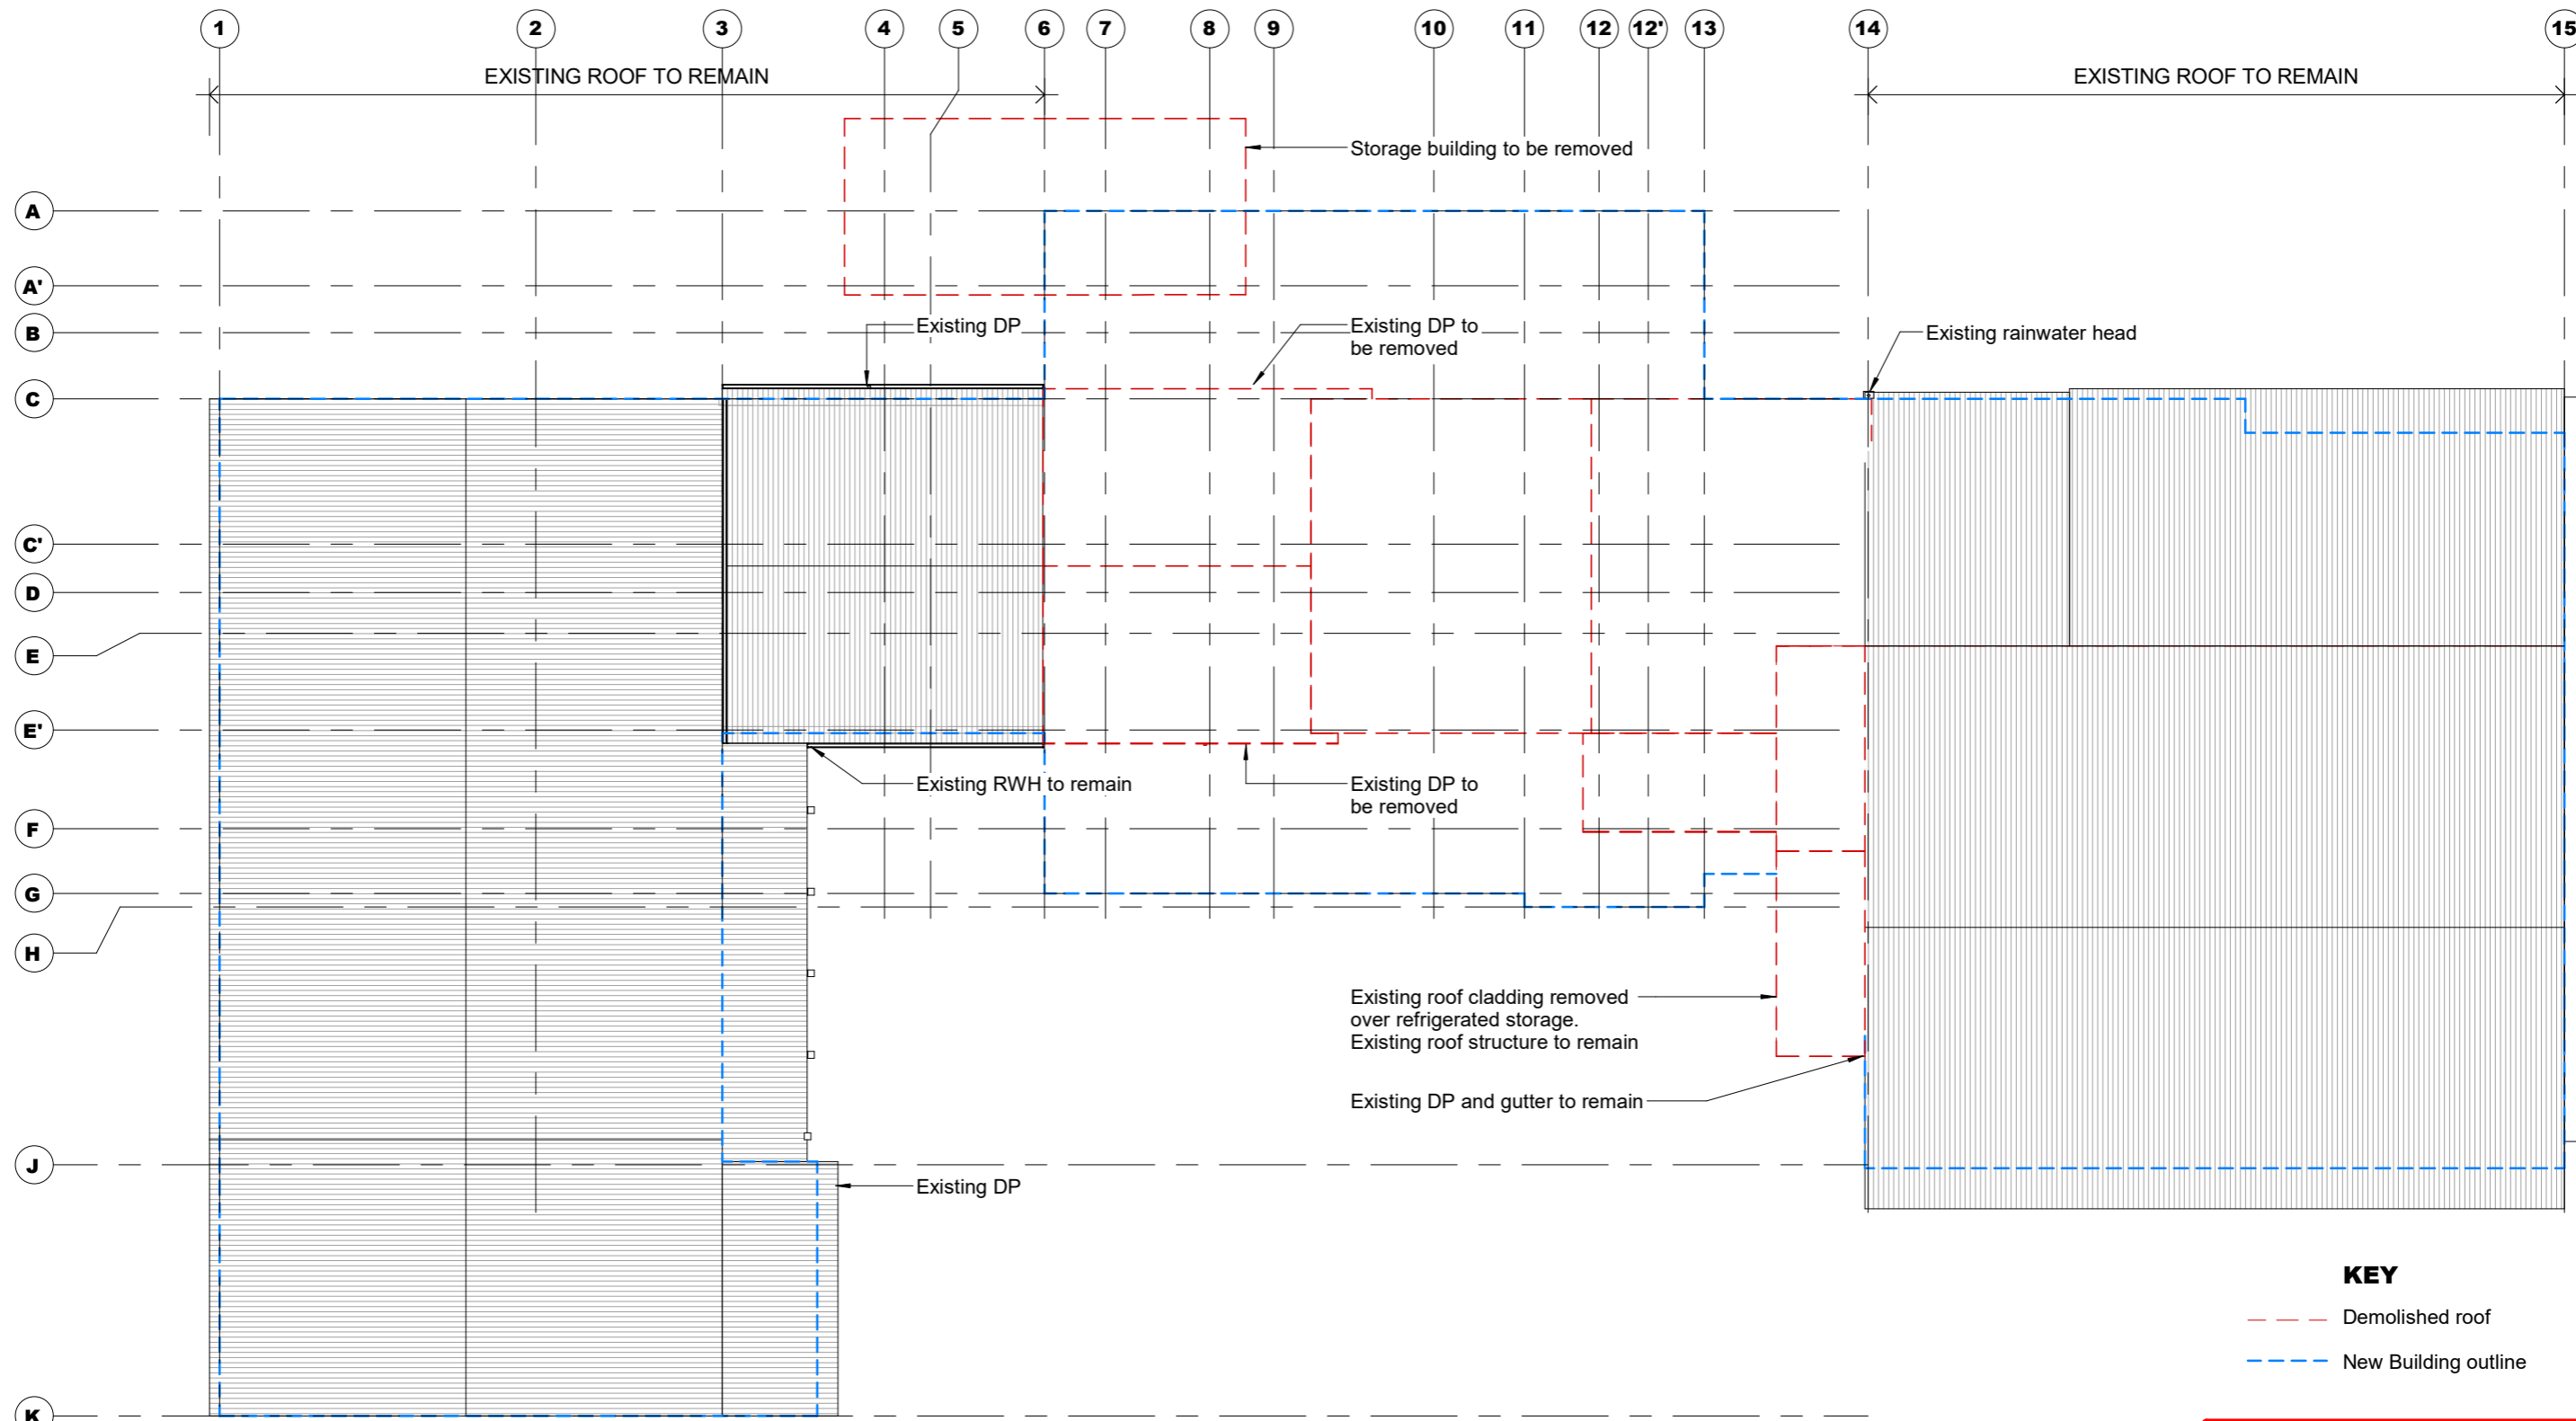 1 2 3 4 5 6 7 8 9 10 11 12 12' 13 14 15
EXISTING ROOF TO REMAIN
EXISTING ROOF TO REMAIN
Storage building to be removed
A
A'
B
Existing DP
Existing DP to
be removed
Existing rainwater head
C
C'
D
E
E'
Existing RWH to remain
Existing DP to
be removed
F
G
H
Existing roof cladding removed
over refrigerated storage.
Existing roof structure to remain
Existing DP and gutter to remain
J
Existing DP
KEY
Demolished roof
New Building outline
K